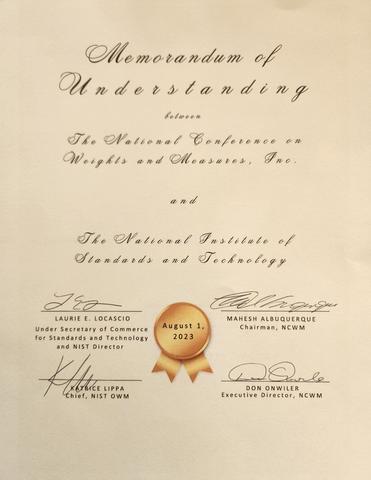 Memorandum of
Understanding
between
The National Conference on
Weights and Measures, Inc.
and
The National Institute of
Standards and Technology
LAURIE E. LOCASCIO
Under Secretary of Commerce
for Standards and Technology
and NIST Director
August 1,
2023
MAHESH ALBUQUERQUE
Chairman, NCWM
KATRICE LIPPA
Chief, NIST OWM
Don Onwiler
DON ONWILER
Executive Director, NCWM